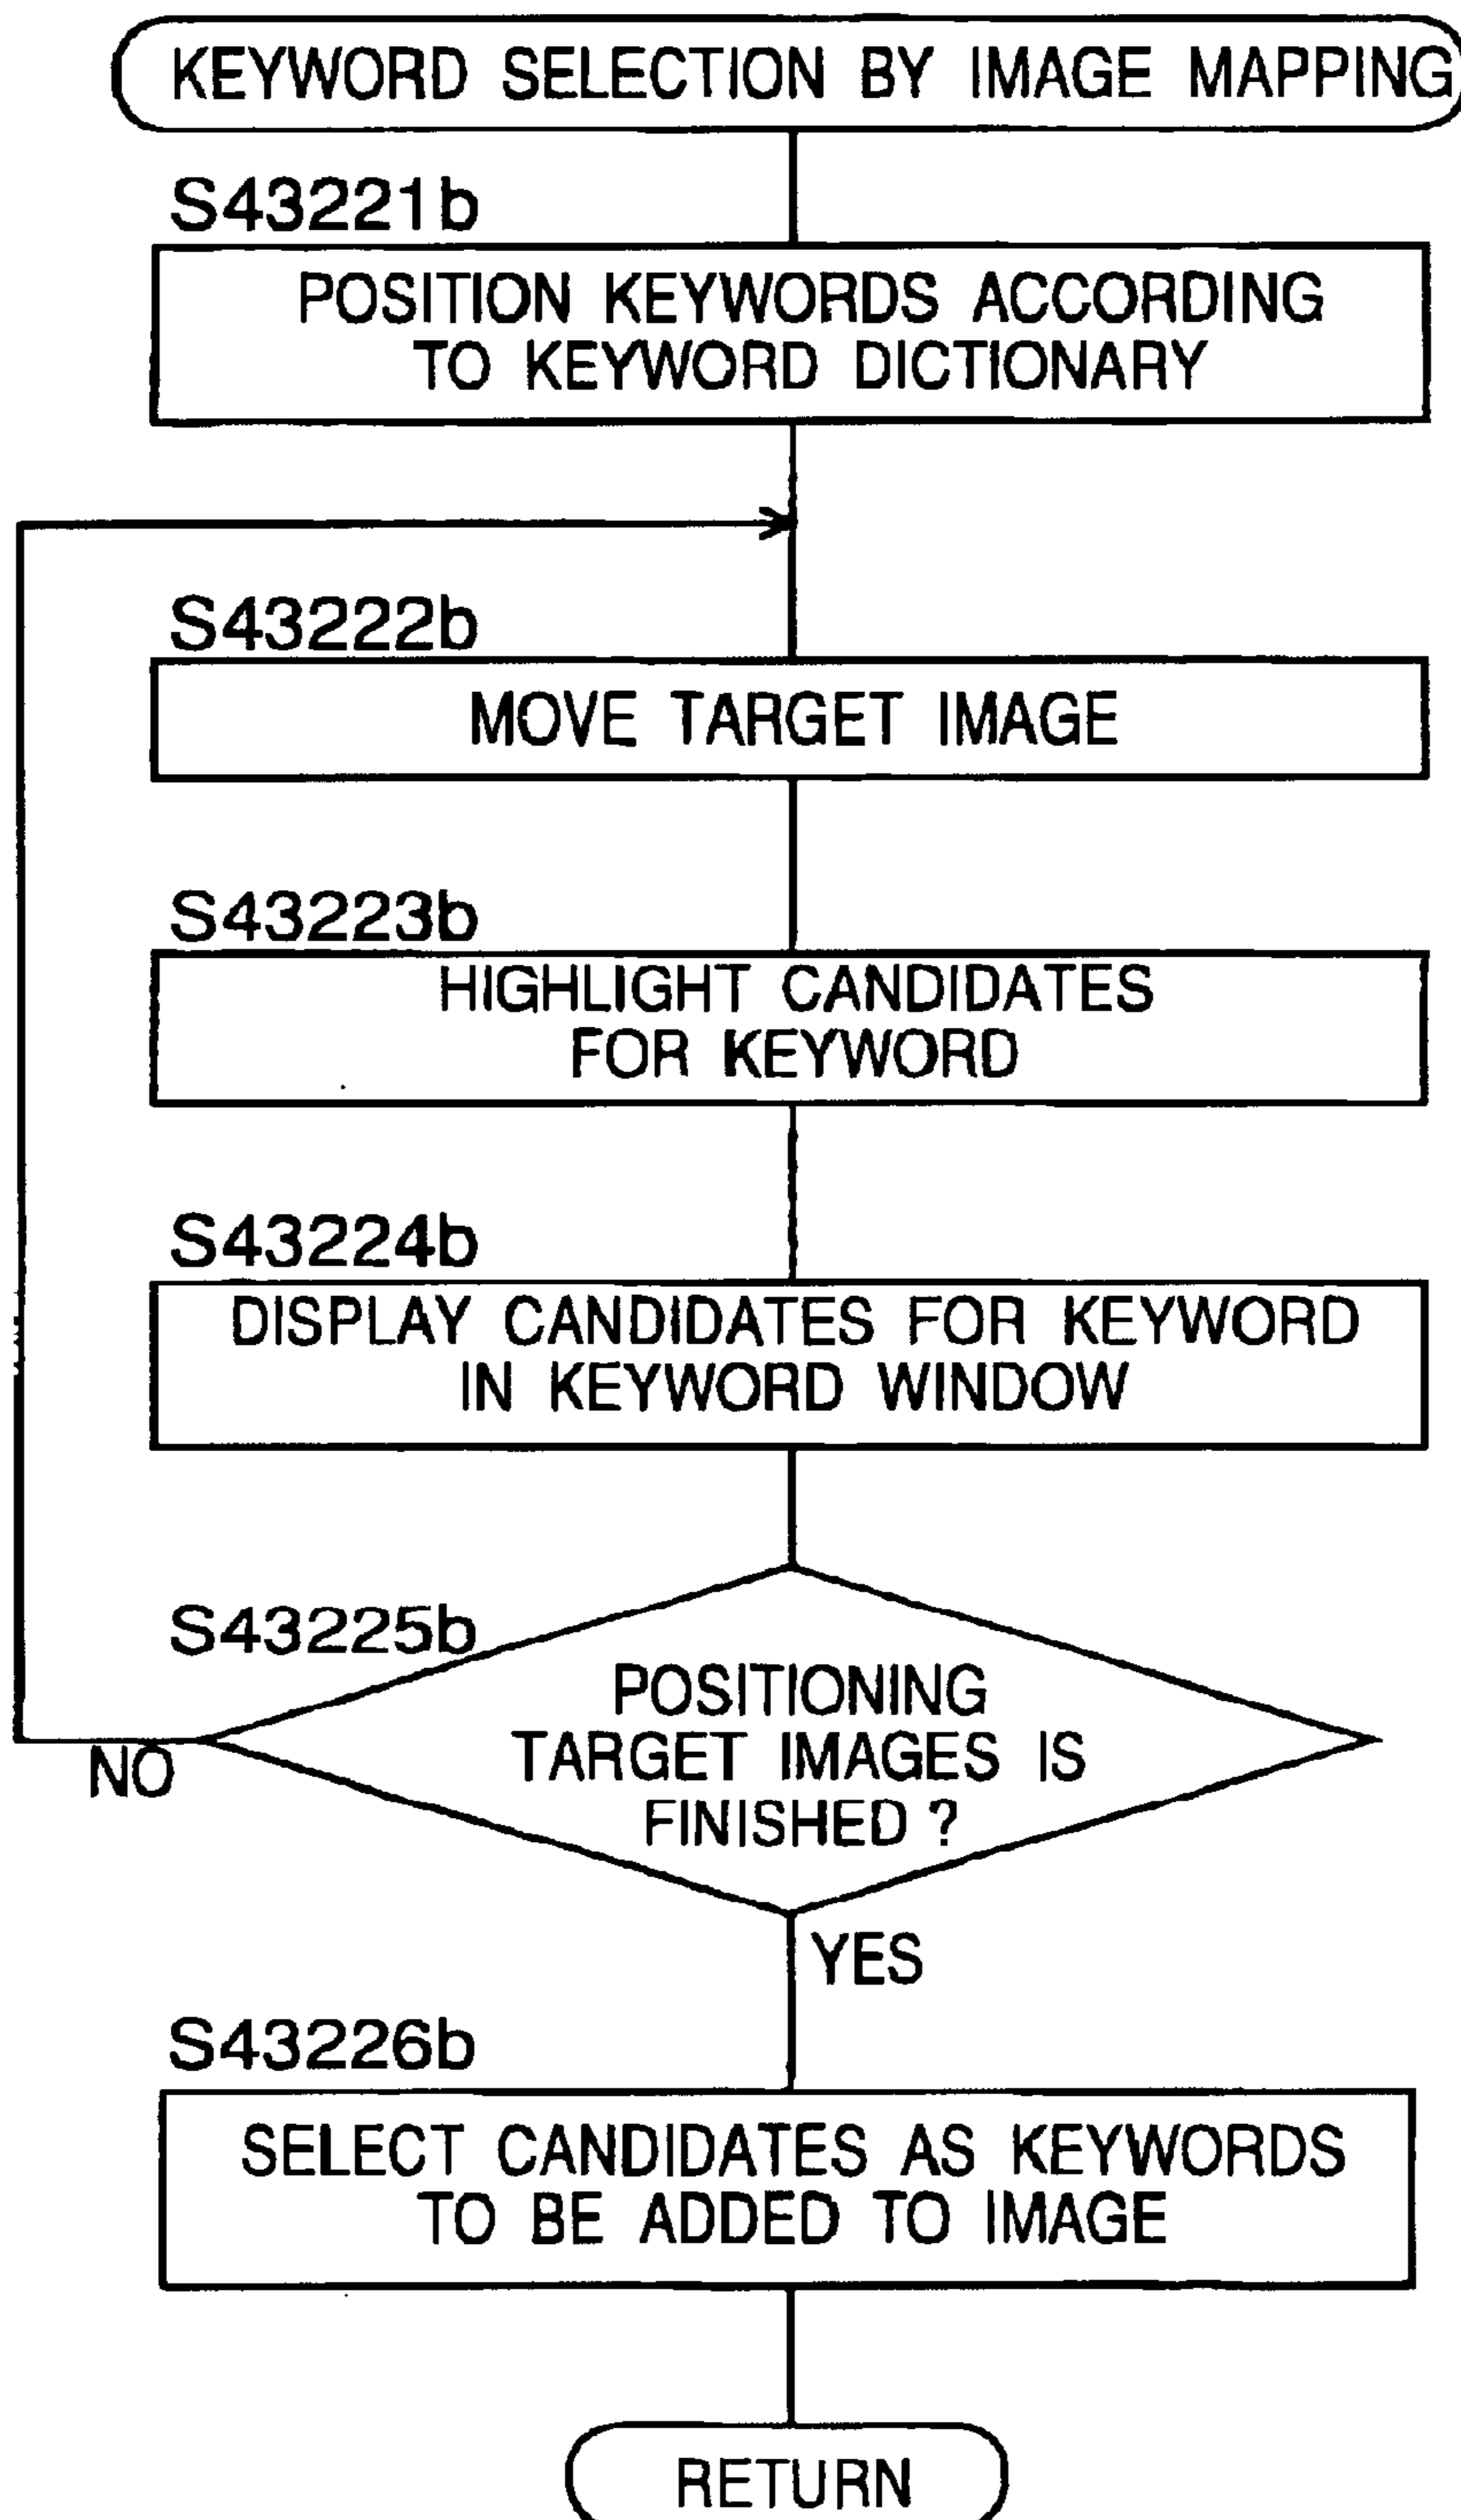 KEYWORD SELECTION BY IMAGE MAPPING
S43221b
POSITION KEYWORDS ACCORDING
TO KEYWORD DICTIONARY
S43222b
MOVE TARGET IMAGE
S43223b
HIGHLIGHT CANDIDATES
FOR KEYWORD
S43224b
DISPLAY CANDIDATES FOR KEYWORD
IN KEYWORD WINDOW
S43225b
POSITIONING
TARGET IMAGES IS
FINISHED ?
NO
YES
S43226b
SELECT CANDIDATES AS KEYWORDS
TO BE ADDED TO IMAGE
RETURN